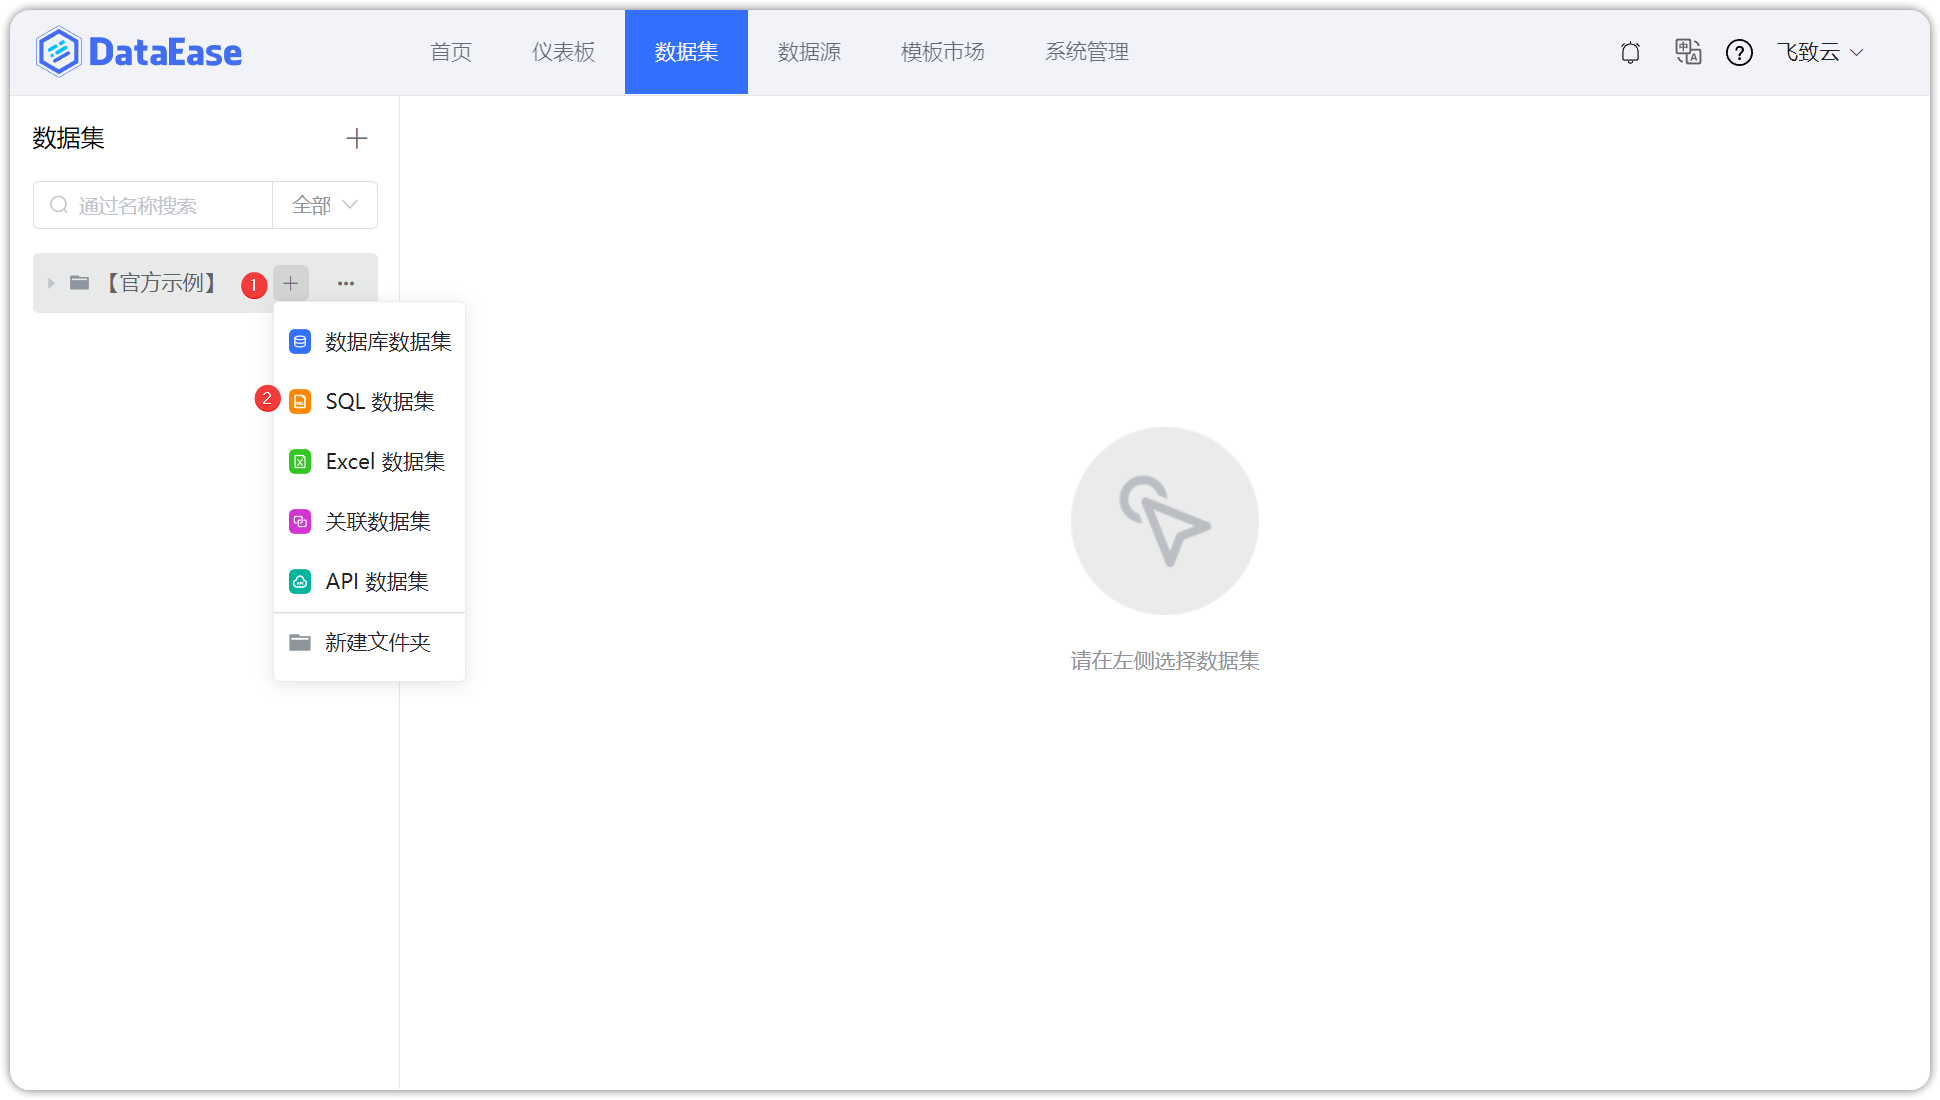 DataEase 首页 仪表板 数据集 数据源 模板市场 系统管理 飞致云
数据集
通过名称搜索 全部
【官方示例】 1
数据库数据集
2 SQL 数据集
Excel 数据集
关联数据集
API 数据集
新建文件夹
请在左侧选择数据集